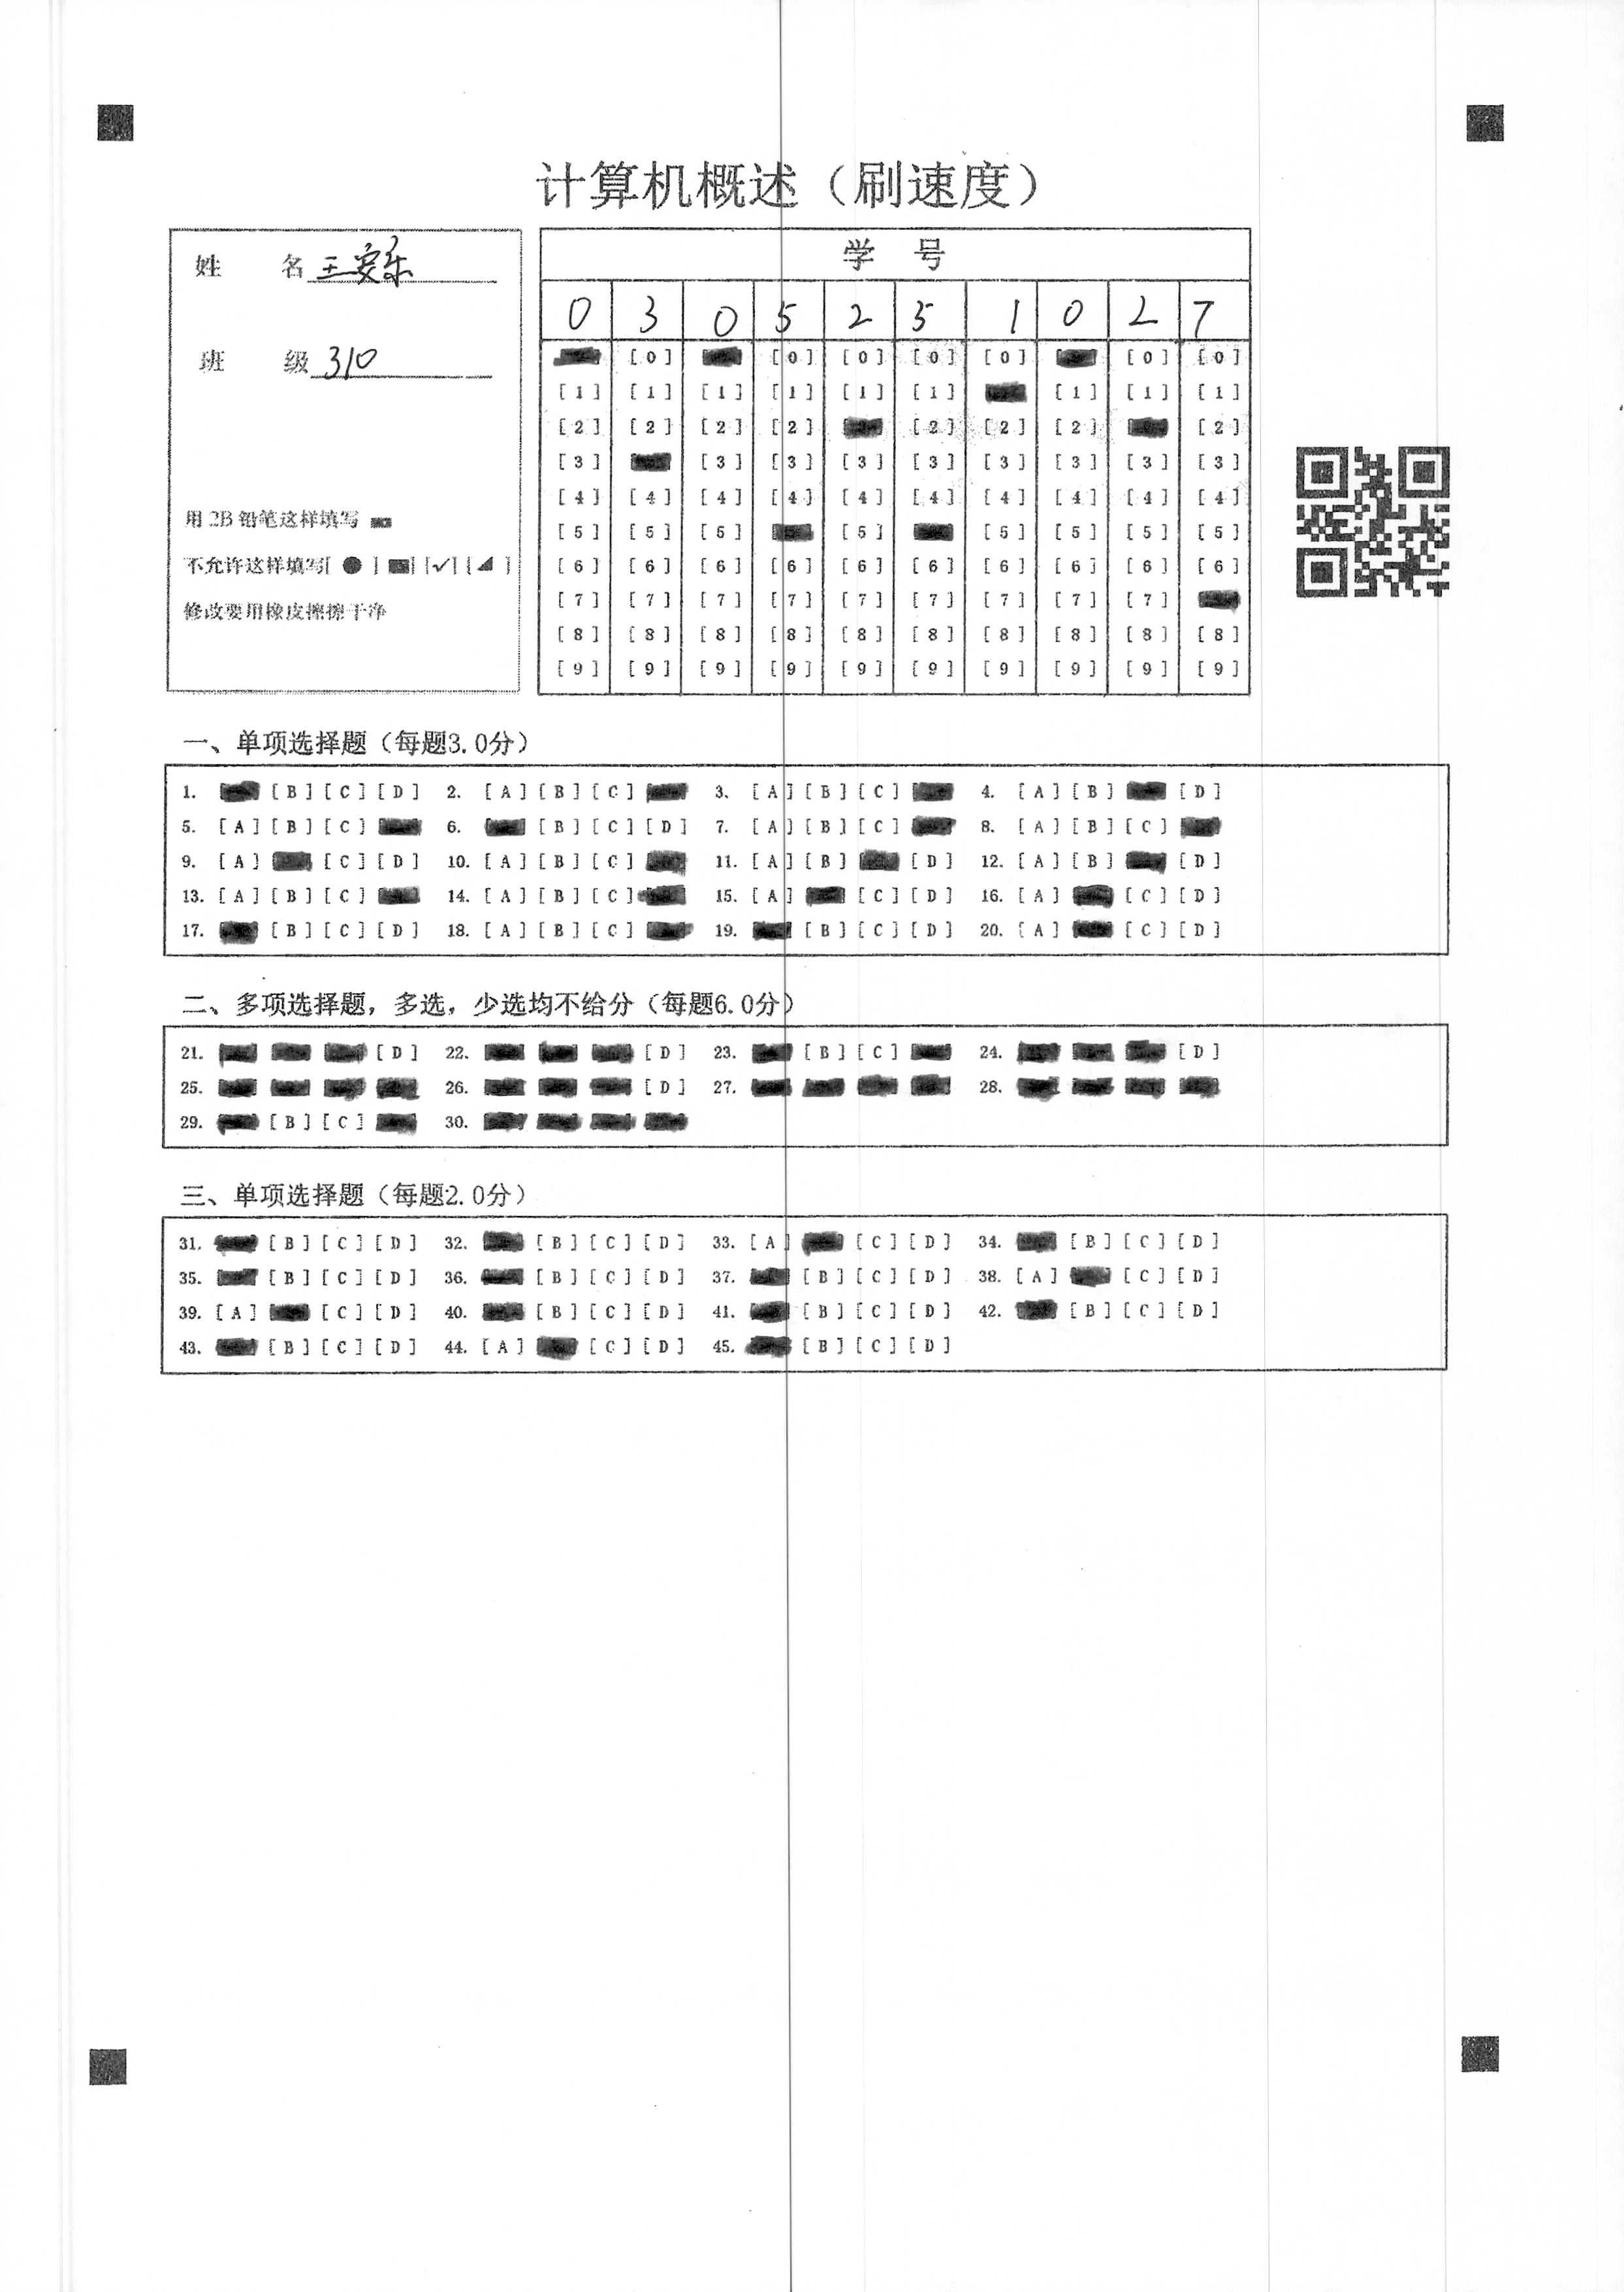 计算机概述（刷速度）
姓 名 王安乐
班 级 310
用 2B 铅笔这样填写
不允许这样填写[ ● ] [✓] [◢ ]
修改要用橡皮擦擦干净
学 号
0 3 0 5 2 5 1 0 2 7
[0] [0] [0] [0] [0] [0] [0]
[1] [1] [1] [1] [1] [1] [1] [1] [1]
[2] [2] [2] [2] [2] [2] [2] [2]
[3] [3] [3] [3] [3] [3] [3] [3] [3]
[4] [4] [4] [4] [4] [4] [4] [4] [4] [4]
[5] [5] [5] [5] [5] [5] [5] [5]
[6] [6] [6] [6] [6] [6] [6] [6] [6] [6]
[7] [7] [7] [7] [7] [7] [7] [7] [7]
[8] [8] [8] [8] [8] [8] [8] [8] [8] [8]
[9] [9] [9] [9] [9] [9] [9] [9] [9] [9]
一、单项选择题（每题3.0分）
1. [B] [C] [D] 2. [A] [B] [C] 3. [A] [B] [C] 4. [A] [B] [D]
5. [A] [B] [C] 6. [B] [C] [D] 7. [A] [B] [C] 8. [A] [B] [C]
9. [A] [C] [D] 10. [A] [B] [C] 11. [A] [B] [D] 12. [A] [B] [D]
13. [A] [B] [C] 14. [A] [B] [C] 15. [A] [C] [D] 16. [A] [C] [D]
17. [B] [C] [D] 18. [A] [B] [C] 19. [B] [C] [D] 20. [A] [C] [D]
二、多项选择题，多选，少选均不给分（每题6.0分）
21. [D] 22. [D] 23. [B] [C] 24. [D]
25. 26. [D] 27. 28.
29. [B] [C] 30.
三、单项选择题（每题2.0分）
31. [B] [C] [D] 32. [B] [C] [D] 33. [A] [C] [D] 34. [B] [C] [D]
35. [B] [C] [D] 36. [B] [C] [D] 37. [B] [C] [D] 38. [A] [C] [D]
39. [A] [C] [D] 40. [B] [C] [D] 41. [B] [C] [D] 42. [B] [C] [D]
43. [B] [C] [D] 44. [A] [C] [D] 45. [B] [C] [D]